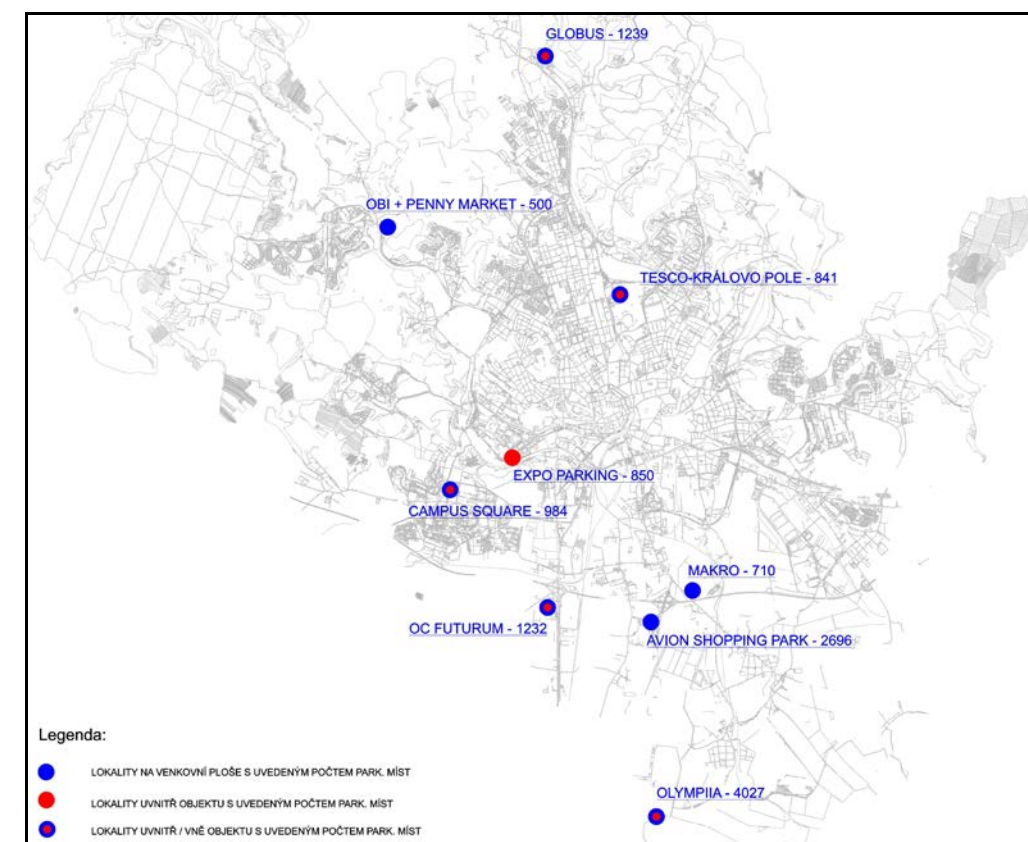 GLOBUS - 1239
OBI + PENNY MARKET - 500
TESCO-KRÁLOVO POLE - 841
EXPO PARKING - 850
CAMPUS SQUARE - 984
MAKRO - 710
OC FUTURUM - 1232
AVION SHOPPING PARK - 2696
OLYMPIIA - 4027
Legenda:
LOKALITY NA VENKOVNÍ PLOŠE S UVEDENÝM POČTEM PARK. MÍST
LOKALITY UVNITŘ OBJEKTU S UVEDENÝM POČTEM PARK. MÍST
LOKALITY UVNITŘ / VNĚ OBJEKTU S UVEDENÝM POČTEM PARK. MÍST